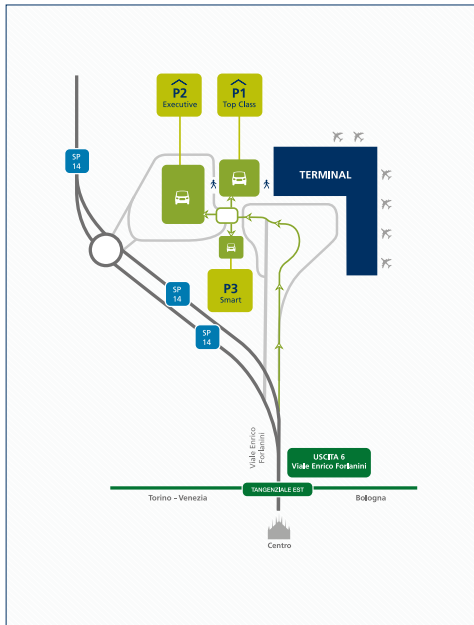 P2
Executive
P1
Top Class
SP
14
TERMINAL
P3
Smart
SP
14
SP
14
Viale Enrico
Forlanini
USCITA 6
Viale Enrico Forlanini
TANGENZIALE EST
Torino - Venezia
Bologna
Centro